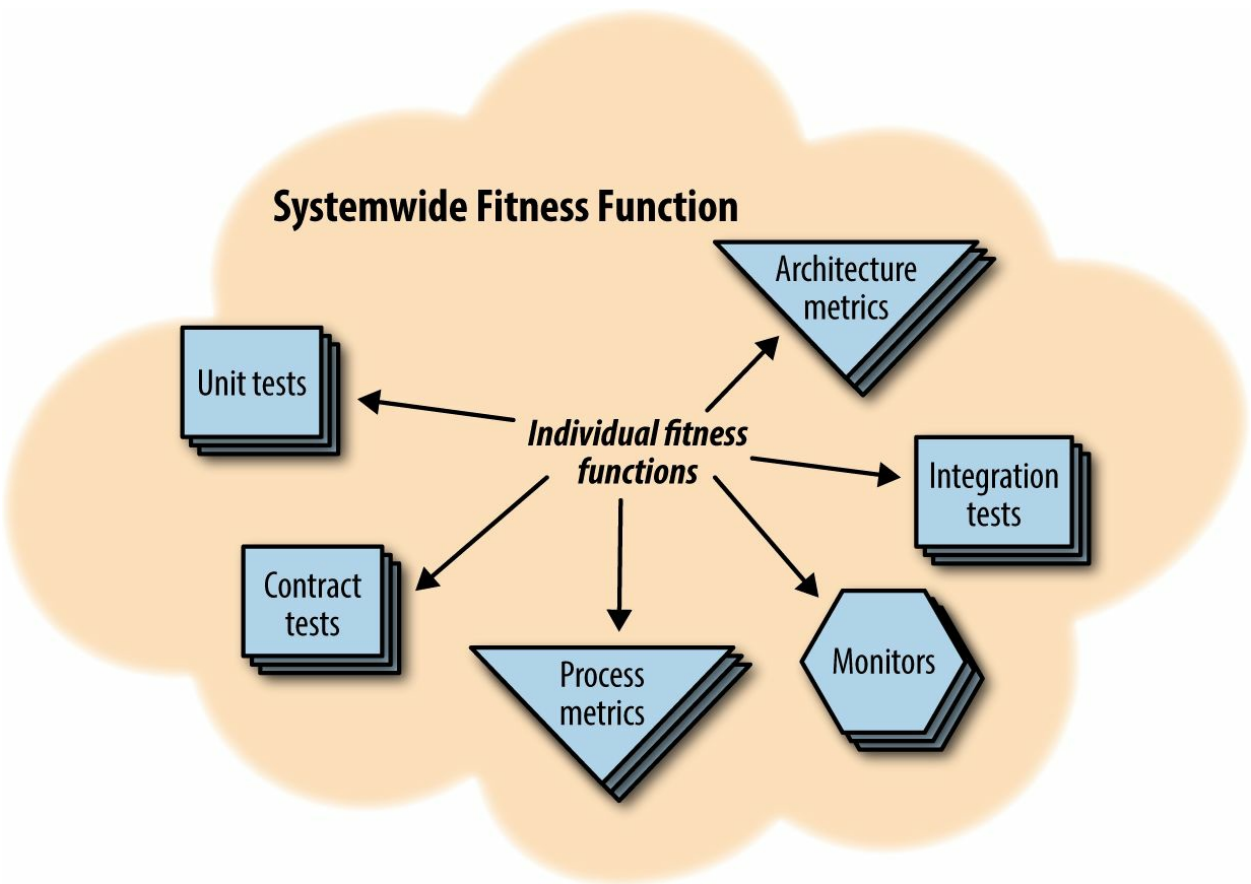 Systemwide Fitness Function
Architecture
metrics
Unit tests
Individual fitness
functions
Integration
tests
Contract
tests
Process
metrics
Monitors